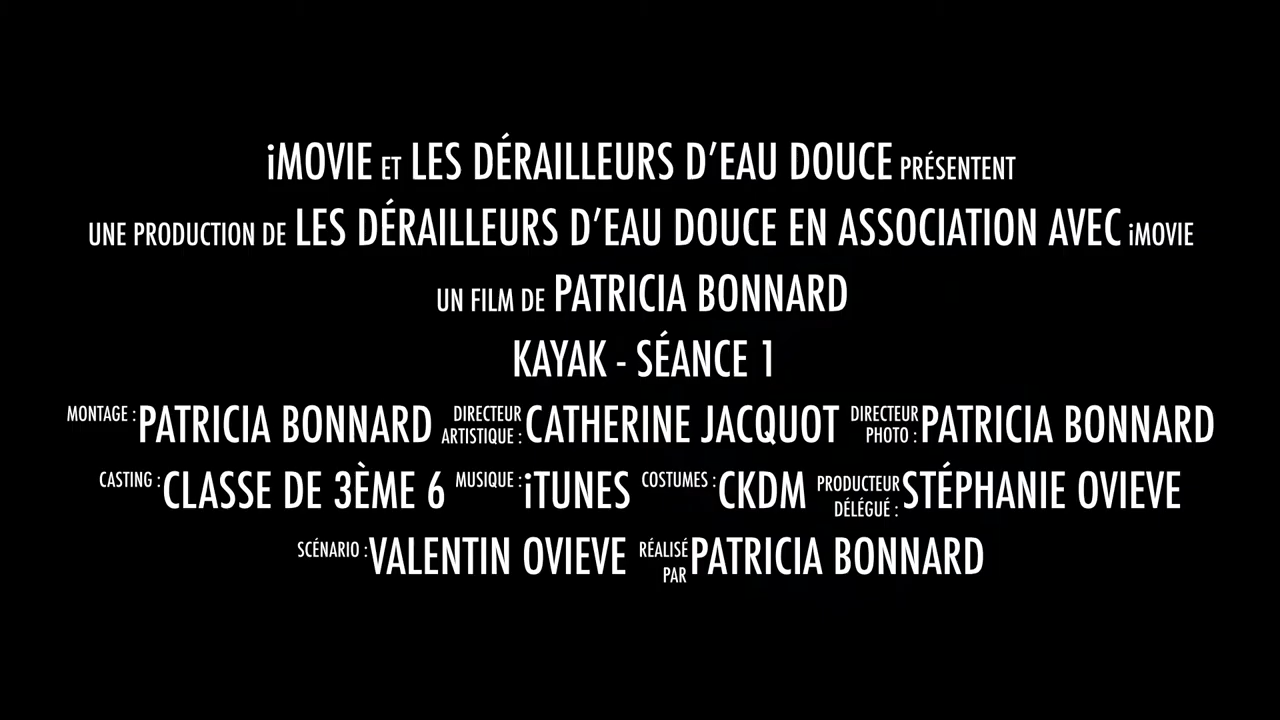 iMOVIE ET LES DÉRAILLEURS D'EAU DOUCE PRÉSENTENT
UNE PRODUCTION DE LES DÉRAILLEURS D'EAU DOUCE EN ASSOCIATION AVEC iMOVIE
UN FILM DE PATRICIA BONNARD
KAYAK - SÉANCE 1
MONTAGE : PATRICIA BONNARD DIRECTEUR ARTISTIQUE : CATHERINE JACQUOT DIRECTEUR PHOTO : PATRICIA BONNARD
CASTING : CLASSE DE 3ÈME 6 MUSIQUE : iTUNES COSTUMES : CKDM PRODUCTEUR DÉLÉGUÉ : STÉPHANIE OVIEVE
SCÉNARIO : VALENTIN OVIEVE RÉALISÉ PAR PATRICIA BONNARD